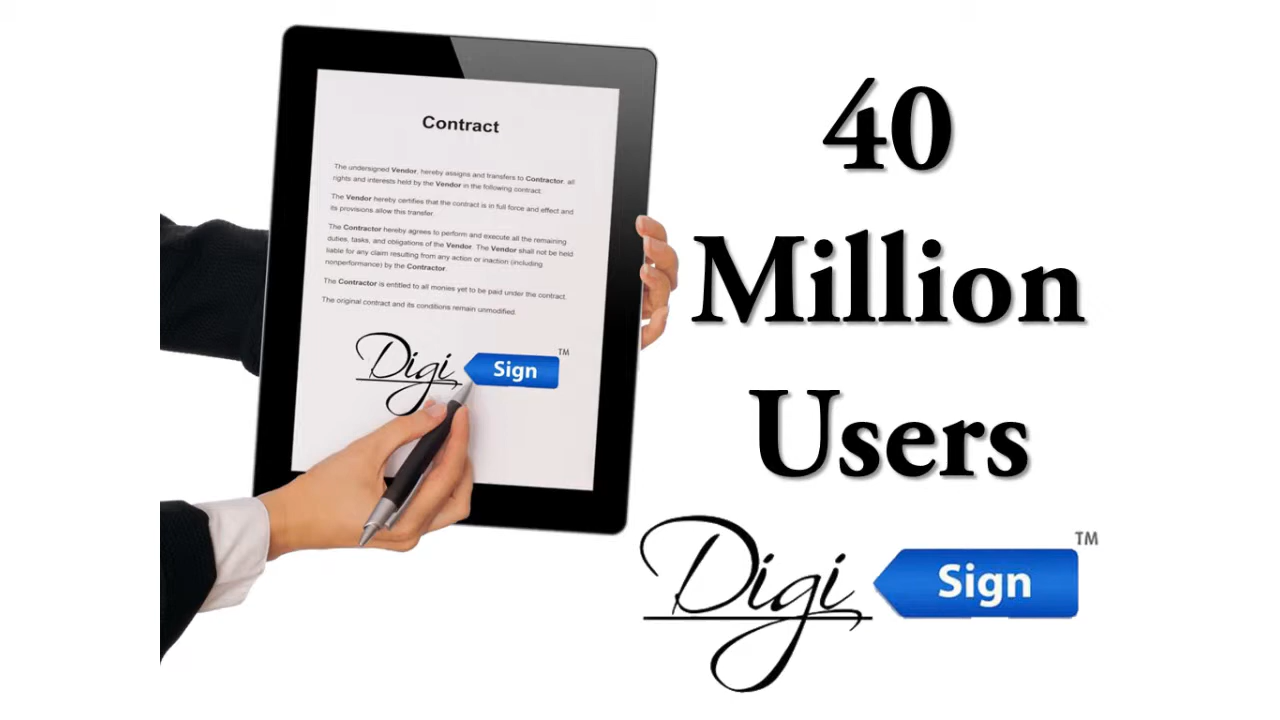 Contract
The undersigned Vendor, hereby assigns and transfers to Contractor, all
rights and interests held by the Vendor in the following contract.
The Vendor hereby certifies that the contract is in full force and effect and
its provisions allow this transfer.
The Contractor hereby agrees to perform and execute all the remaining
duties, tasks, and obligations of the Vendor. The Vendor shall not be held
liable for any claim resulting from any action or inaction (including
nonperformance) by the Contractor.
The Contractor is entitled to all monies yet to be paid under the contract.
The original contract and its conditions remain unmodified.
Digi Sign TM
40
Million
Users
Digi Sign TM